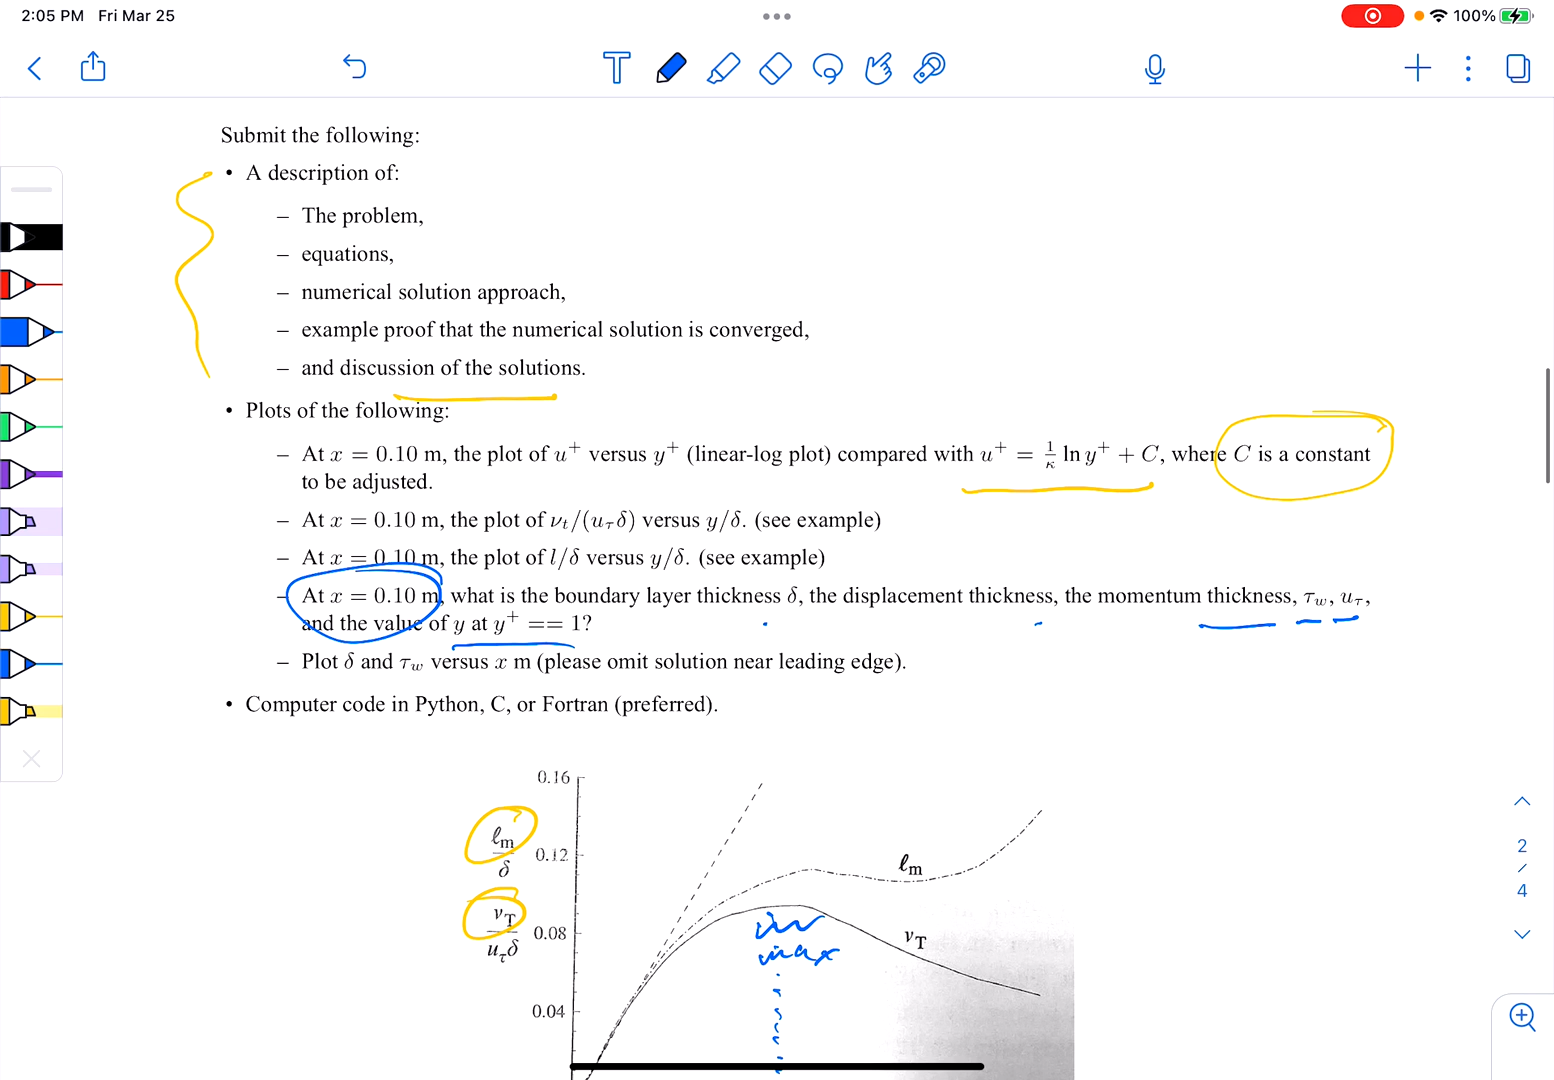 2:05 PM Fri Mar 25
100%
Submit the following:
• A description of:
– The problem,
– equations,
– numerical solution approach,
– example proof that the numerical solution is converged,
– and discussion of the solutions.
• Plots of the following:
– At x = 0.10 m, the plot of u⁺ versus y⁺ (linear-log plot) compared with u⁺ = 1/κ ln y⁺ + C, where C is a constant
to be adjusted.
– At x = 0.10 m, the plot of νₜ/(u_τδ) versus y/δ. (see example)
– At x = 0.10 m, the plot of l/δ versus y/δ. (see example)
– At x = 0.10 m, what is the boundary layer thickness δ, the displacement thickness, the momentum thickness, τ_w, u_τ,
and the value of y at y⁺ == 1?
– Plot δ and τ_w versus x m (please omit solution near leading edge).
• Computer code in Python, C, or Fortran (preferred).
0.16
ℓm/δ
0.12
ℓm
νT/u_τδ
0.08
νT
max
0.04
2
/
4